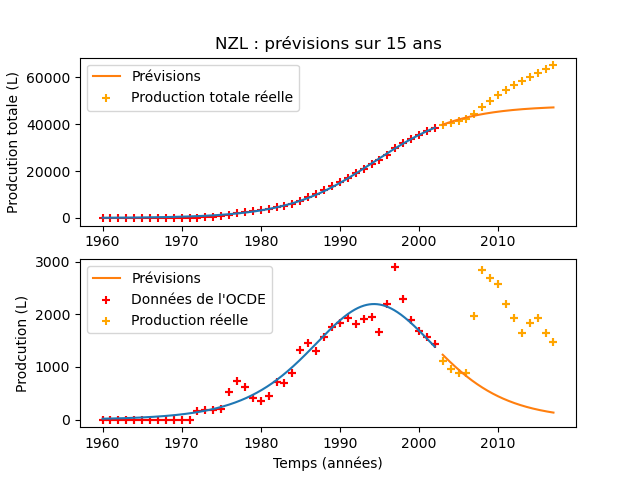 NZL : prévisions sur 15 ans
Prodcution totale (L)
60000
40000
20000
0
Prévisions
Production totale réelle
1960 1970 1980 1990 2000 2010
Prodcution (L)
3000
2000
1000
0
Prévisions
Données de l'OCDE
Production réelle
1960 1970 1980 1990 2000 2010
Temps (années)